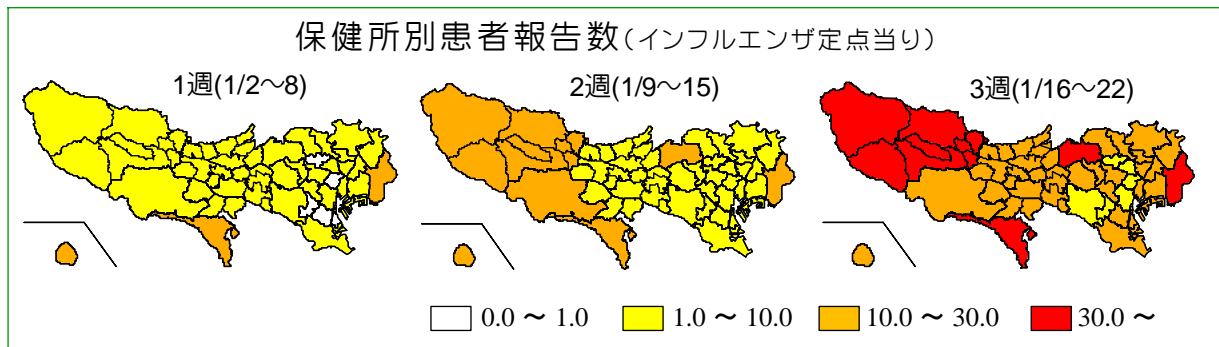 保健所別患者報告数(インフルエンザ定点当り)
1週(1/2～8)
2週(1/9～15)
3週(1/16～22)
0.0 ～ 1.0
1.0 ～ 10.0
10.0 ～ 30.0
30.0 ～